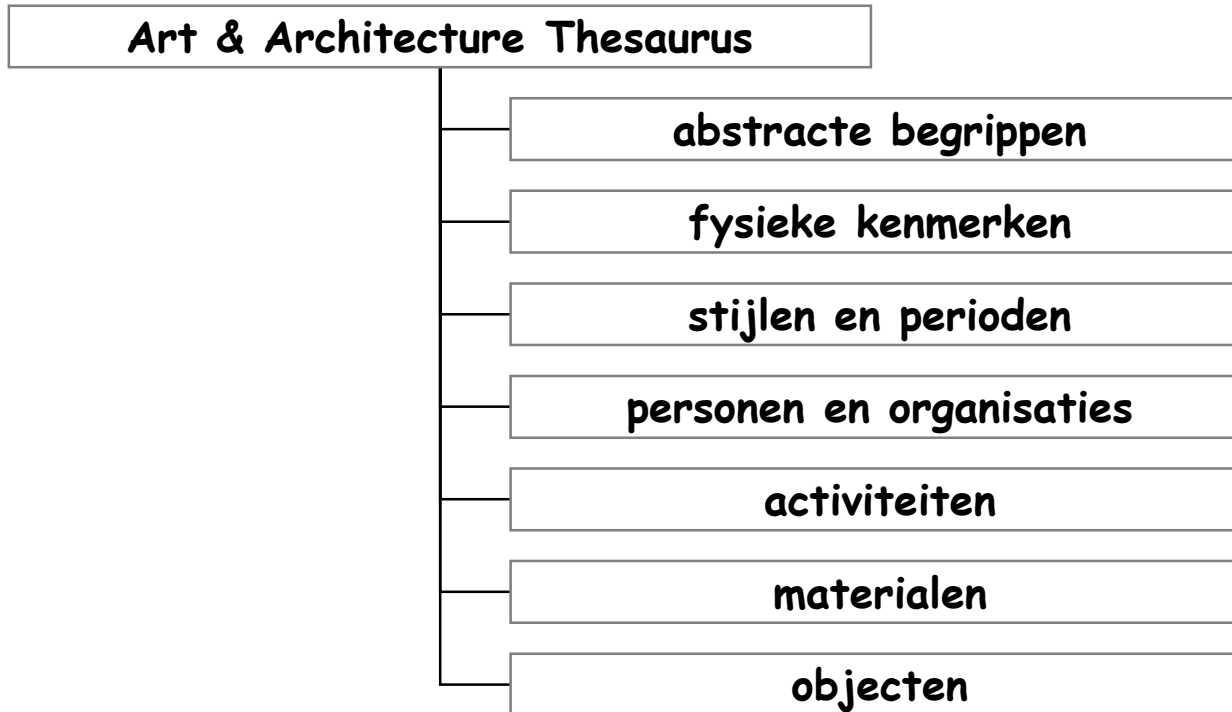 Art & Architecture Thesaurus
abstracte begrippen
fysieke kenmerken
stijlen en perioden
personen en organisaties
activiteiten
materialen
objecten